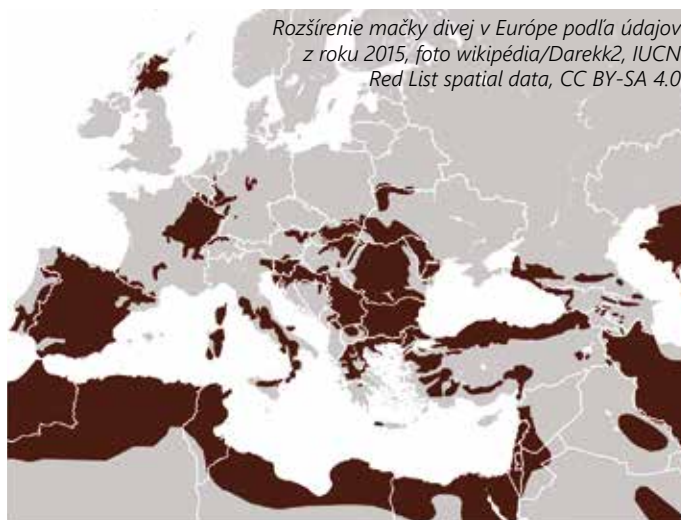 Rozšírenie mačky divej v Európe podľa údajov
z roku 2015, foto wikipédia/Darekk2, IUCN
Red List spatial data, CC BY-SA 4.0